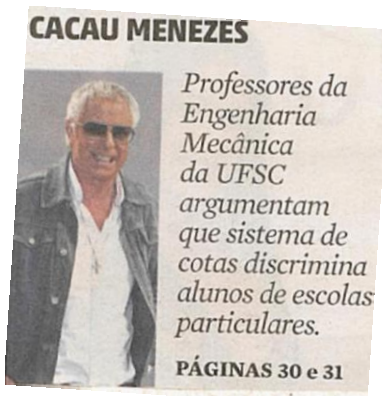 CACAU MENEZES
Professores da
Engenharia
Mecânica
da UFSC
argumentam
que sistema de
cotas discrimina
alunos de escolas
particulares.
PÁGINAS 30 e 31